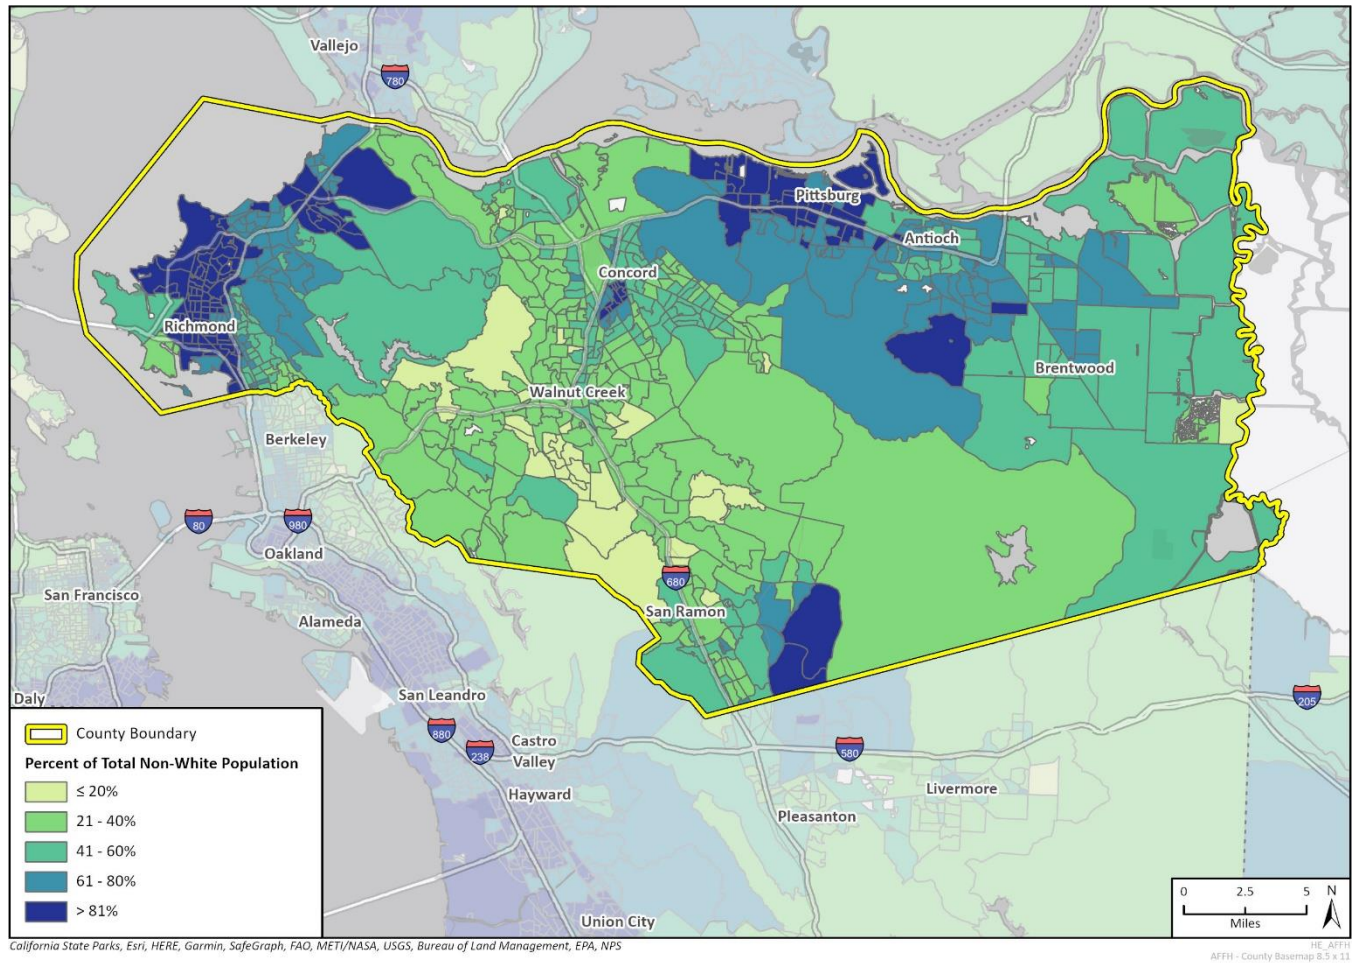 Vallejo
780
Pittsburg
Antioch
Concord
Richmond
Brentwood
Walnut Creek
Berkeley
80
980
Oakland
680
San Francisco
San Ramon
Alameda
Daly
San Leandro
205
880
238
Castro
Valley
580
Hayward
Livermore
Pleasanton
Union City
County Boundary
Percent of Total Non-White Population
≤ 20%
21 - 40%
41 - 60%
61 - 80%
> 81%
0 2.5 5 N
Miles
California State Parks, Esri, HERE, Garmin, SafeGraph, FAO, METI/NASA, USGS, Bureau of Land Management, EPA, NPS
HE_AFFH
AFFH - County Basemap 8.5 x 11